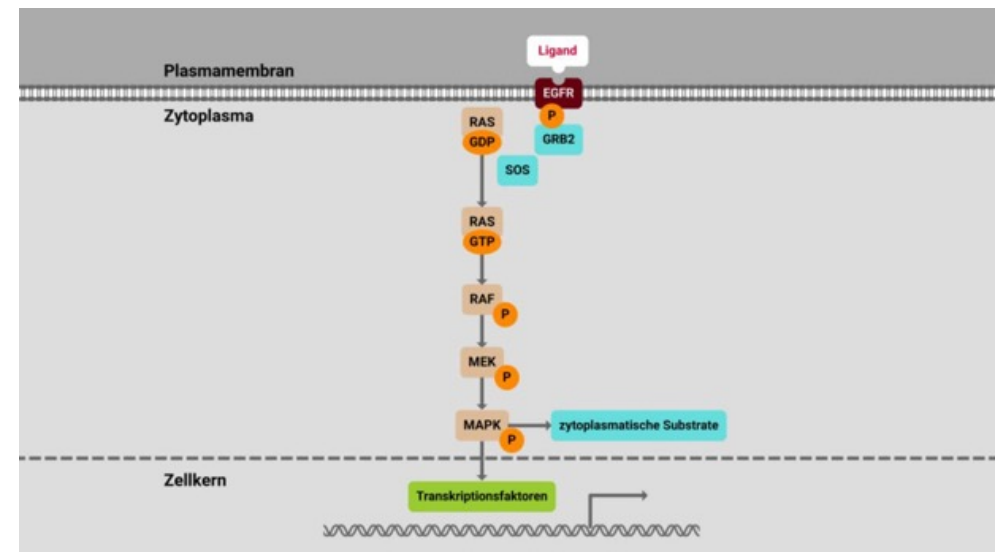 Ligand
Plasmamembran
EGFR
Zytoplasma
P
RAS
GDP
GRB2
SOS
RAS
GTP
RAF
P
MEK
P
MAPK
P
zytoplasmatische Substrate
Zellkern
Transkriptionsfaktoren